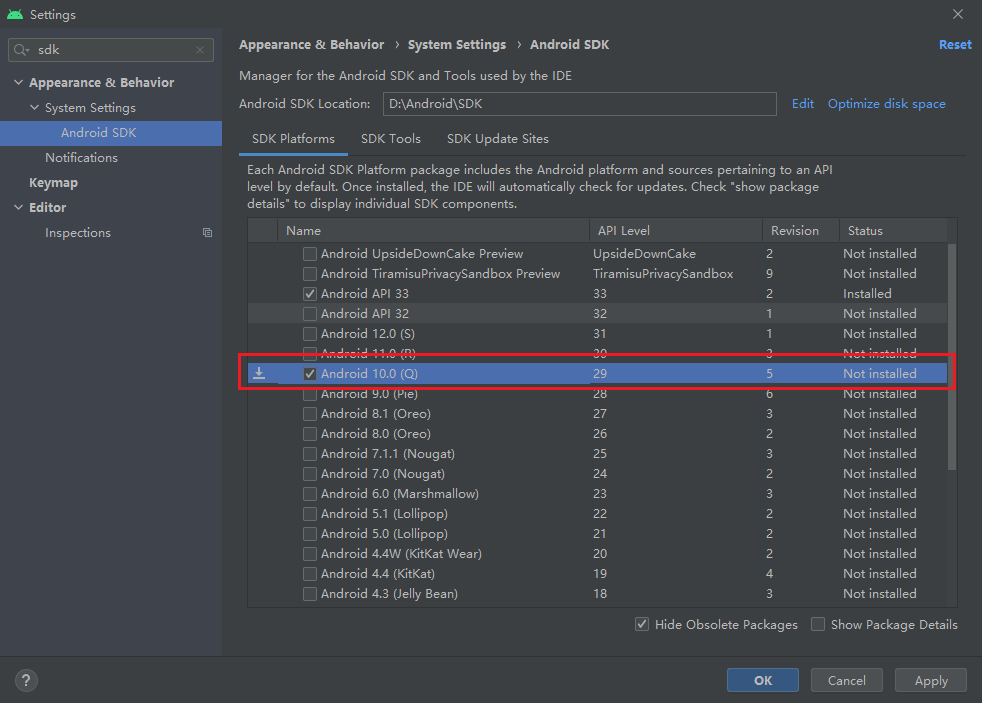 Settings
sdk
Appearance & Behavior
System Settings
Android SDK
Notifications
Keymap
Editor
Inspections
Appearance & Behavior › System Settings › Android SDK Reset
Manager for the Android SDK and Tools used by the IDE
Android SDK Location: D:\Android\SDK Edit Optimize disk space
SDK Platforms SDK Tools SDK Update Sites
Each Android SDK Platform package includes the Android platform and sources pertaining to an API
level by default. Once installed, the IDE will automatically check for updates. Check "show package
details" to display individual SDK components.
Name API Level Revision Status
Android UpsideDownCake Preview UpsideDownCake 2 Not installed
Android TiramisuPrivacySandbox Preview TiramisuPrivacySandbox 9 Not installed
Android API 33 33 2 Installed
Android API 32 32 1 Not installed
Android 12.0 (S) 31 1 Not installed
Android 11.0 (R) 30 3 Not installed
Android 10.0 (Q) 29 5 Not installed
Android 9.0 (Pie) 28 6 Not installed
Android 8.1 (Oreo) 27 3 Not installed
Android 8.0 (Oreo) 26 2 Not installed
Android 7.1.1 (Nougat) 25 3 Not installed
Android 7.0 (Nougat) 24 2 Not installed
Android 6.0 (Marshmallow) 23 3 Not installed
Android 5.1 (Lollipop) 22 2 Not installed
Android 5.0 (Lollipop) 21 2 Not installed
Android 4.4W (KitKat Wear) 20 2 Not installed
Android 4.4 (KitKat) 19 4 Not installed
Android 4.3 (Jelly Bean) 18 3 Not installed
Hide Obsolete Packages Show Package Details
? OK Cancel Apply